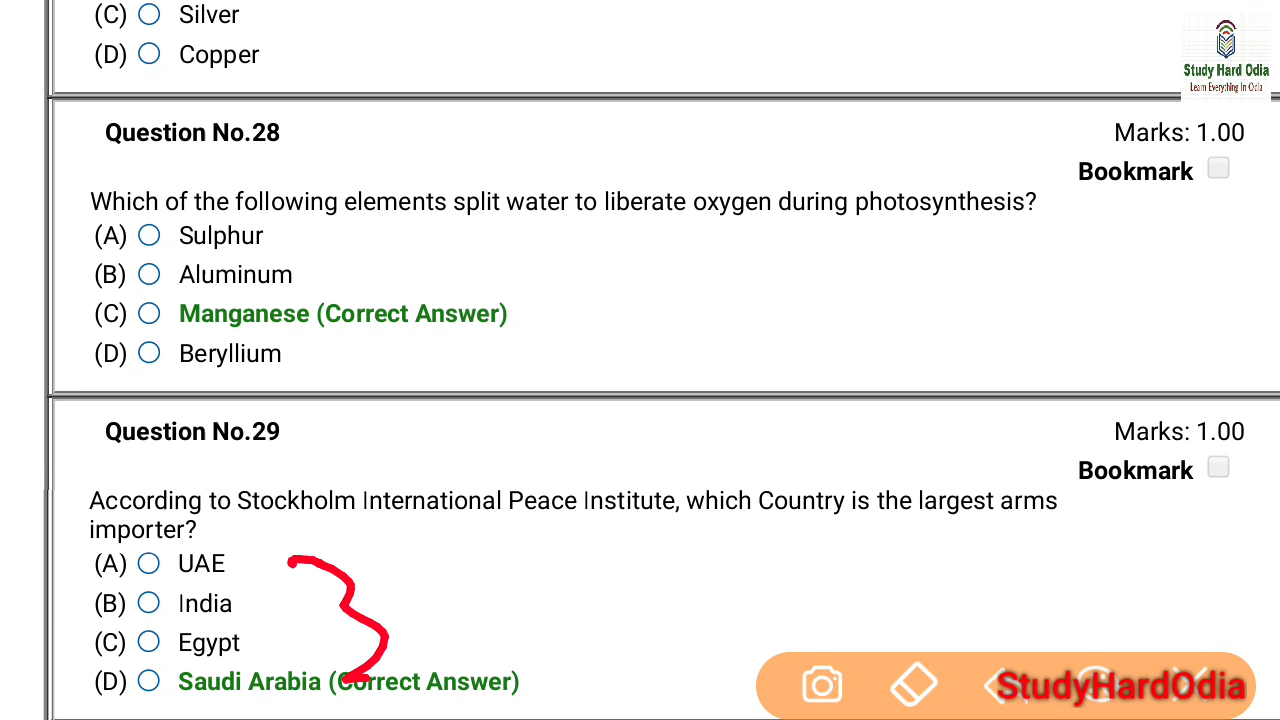 (C) Silver
(D) Copper
Study Hard Odia
Learn Everything In Odia
Question No.28
Marks: 1.00
Bookmark
Which of the following elements split water to liberate oxygen during photosynthesis?
(A) Sulphur
(B) Aluminum
(C) Manganese (Correct Answer)
(D) Beryllium
Question No.29
Marks: 1.00
Bookmark
According to Stockholm International Peace Institute, which Country is the largest arms
importer?
(A) UAE
(B) India
(C) Egypt
(D) Saudi Arabia (Correct Answer)
StudyHardOdia